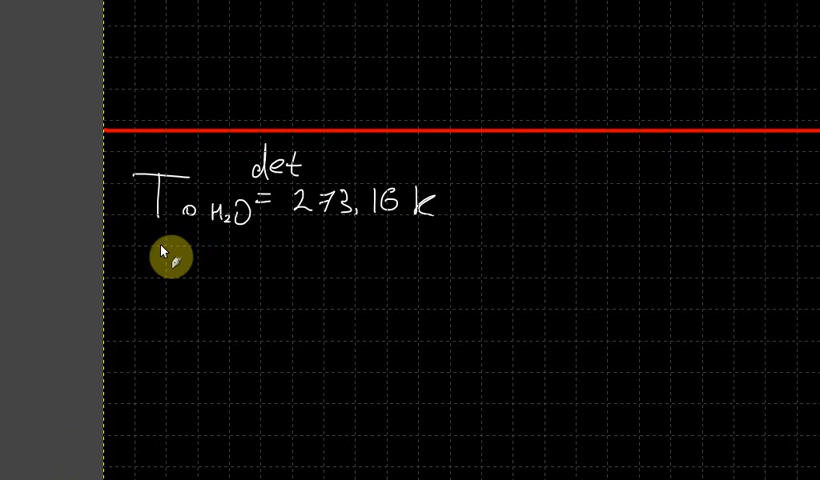 det
T₀ H₂O = 273,16 k